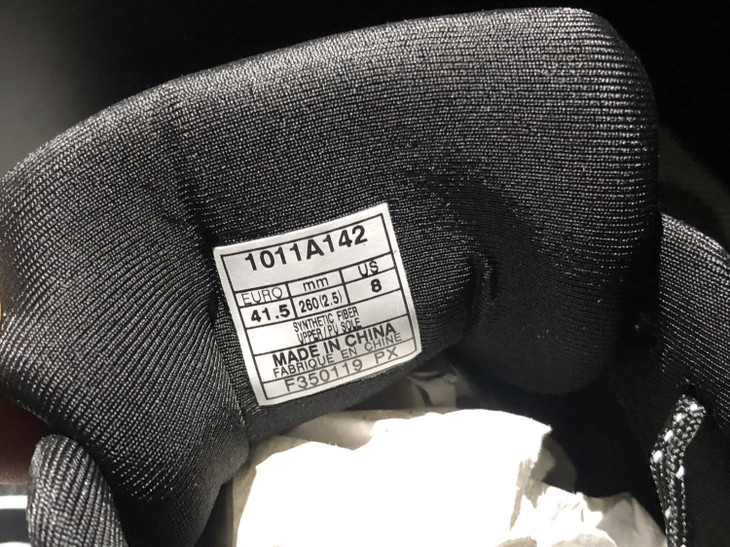 1011A142
EURO mm US
41.5 260(2.5) 8
SYNTHETIC FIBER
UPPER/PU SOLE
MADE IN CHINA
FABRIQUE EN CHINE
F350119 PX